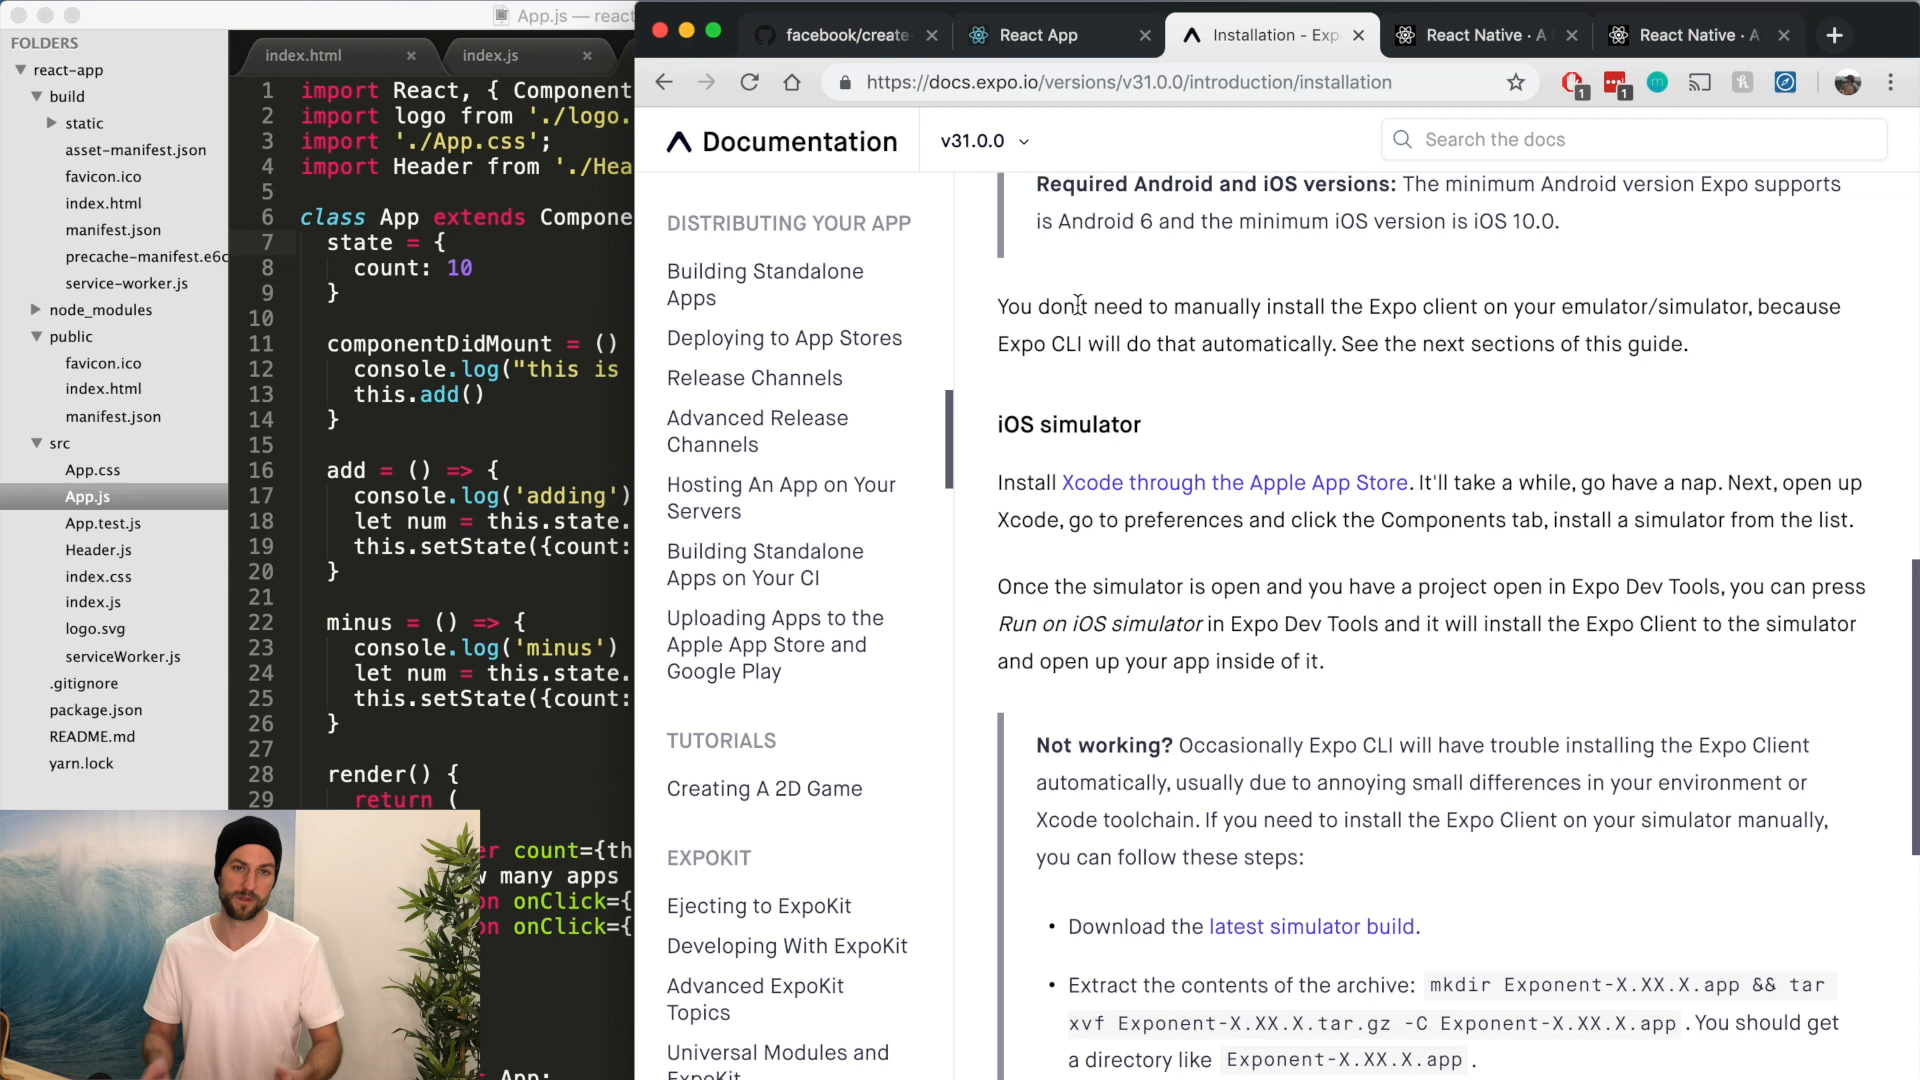 App.js — react
FOLDERS
react-app
build
static
asset-manifest.json
favicon.ico
index.html
manifest.json
precache-manifest.e6c
service-worker.js
node_modules
public
favicon.ico
index.html
manifest.json
src
App.css
App.js
App.test.js
Header.js
index.css
index.js
logo.svg
serviceWorker.js
.gitignore
package.json
README.md
yarn.lock
index.html × index.js ×
1 import React, { Component
2 import logo from './logo.
3 import './App.css';
4 import Header from './Hea
5
6 class App extends Compone
7 state = {
8 count: 10
9 }
10
11 componentDidMount = ()
12 console.log("this is
13 this.add()
14 }
15
16 add = () => {
17 console.log('adding')
18 let num = this.state.
19 this.setState({count:
20 }
21
22 minus = () => {
23 console.log('minus')
24 let num = this.state.
25 this.setState({count:
26 }
27
28 render() {
29 return (
er count={th
w many apps
on onClick={
on onClick={
App;
facebook/create- × React App × Installation - Exp × React Native · A × React Native · A × +
https://docs.expo.io/versions/v31.0.0/introduction/installation
1 1 m h
Documentation v31.0.0 Search the docs
DISTRIBUTING YOUR APP
Building Standalone
Apps
Deploying to App Stores
Release Channels
Advanced Release
Channels
Hosting An App on Your
Servers
Building Standalone
Apps on Your CI
Uploading Apps to the
Apple App Store and
Google Play
TUTORIALS
Creating A 2D Game
EXPOKIT
Ejecting to ExpoKit
Developing With ExpoKit
Advanced ExpoKit
Topics
Universal Modules and
ExpoKit
Required Android and iOS versions: The minimum Android version Expo supports
is Android 6 and the minimum iOS version is iOS 10.0.
You don't need to manually install the Expo client on your emulator/simulator, because
Expo CLI will do that automatically. See the next sections of this guide.
iOS simulator
Install Xcode through the Apple App Store. It'll take a while, go have a nap. Next, open up
Xcode, go to preferences and click the Components tab, install a simulator from the list.
Once the simulator is open and you have a project open in Expo Dev Tools, you can press
Run on iOS simulator in Expo Dev Tools and it will install the Expo Client to the simulator
and open up your app inside of it.
Not working? Occasionally Expo CLI will have trouble installing the Expo Client
automatically, usually due to annoying small differences in your environment or
Xcode toolchain. If you need to install the Expo Client on your simulator manually,
you can follow these steps:
• Download the latest simulator build.
• Extract the contents of the archive: mkdir Exponent-X.XX.X.app && tar
xvf Exponent-X.XX.X.tar.gz -C Exponent-X.XX.X.app . You should get
a directory like Exponent-X.XX.X.app .